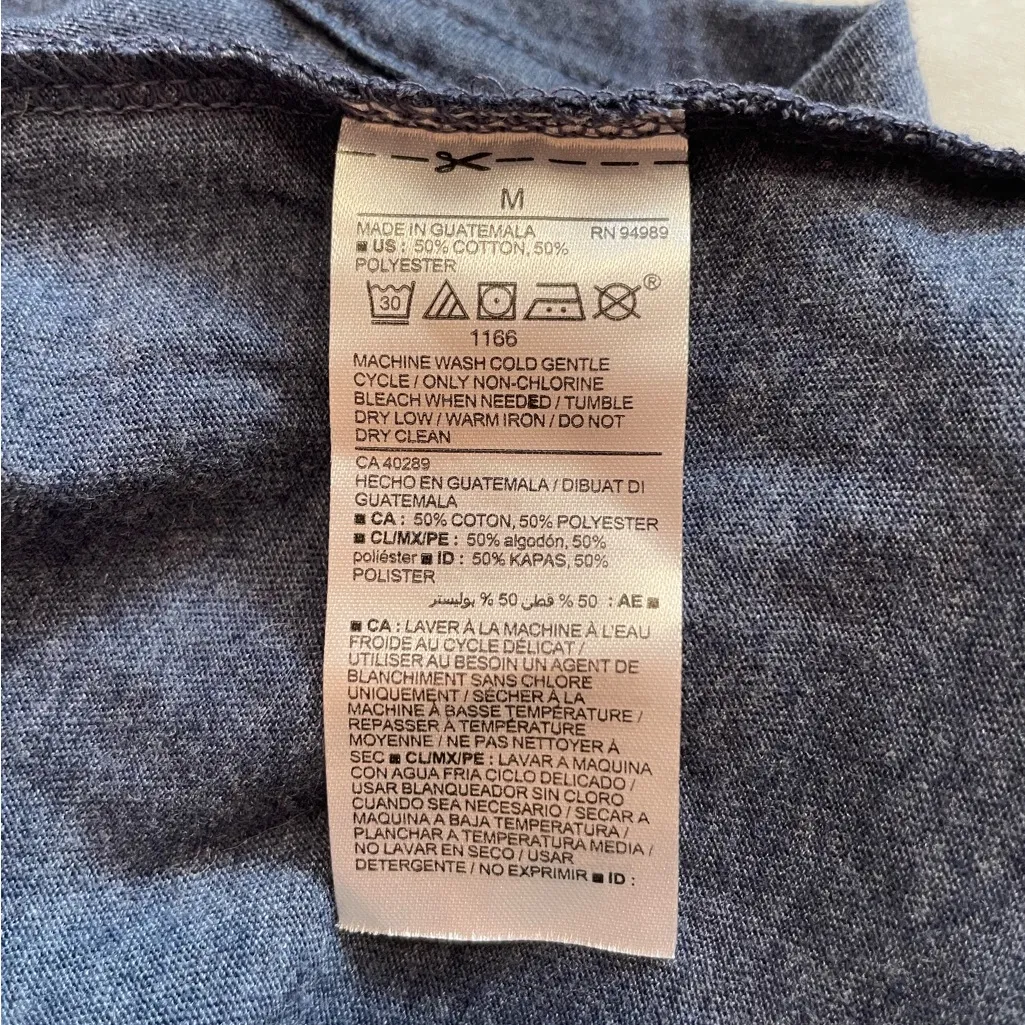 M
MADE IN GUATEMALA RN 94989
US : 50% COTTON, 50%
POLYESTER
30 ®
1166
MACHINE WASH COLD GENTLE
CYCLE / ONLY NON-CHLORINE
BLEACH WHEN NEEDED / TUMBLE
DRY LOW / WARM IRON / DO NOT
DRY CLEAN
CA 40289
HECHO EN GUATEMALA / DIBUAT DI
GUATEMALA
CA : 50% COTON, 50% POLYESTER
CL/MX/PE : 50% algodón, 50%
poliéster ID : 50% KAPAS, 50%
POLISTER
AE : 50 % قطن 50 % بوليستر
CA : LAVER À LA MACHINE À L'EAU
FROIDE AU CYCLE DÉLICAT /
UTILISER AU BESOIN UN AGENT DE
BLANCHIMENT SANS CHLORE
UNIQUEMENT / SÉCHER À LA
MACHINE À BASSE TEMPÉRATURE /
REPASSER À TEMPÉRATURE
MOYENNE / NE PAS NETTOYER À
SEC CL/MX/PE : LAVAR A MAQUINA
CON AGUA FRIA CICLO DELICADO /
USAR BLANQUEADOR SIN CLORO
CUANDO SEA NECESARIO / SECAR A
MAQUINA A BAJA TEMPERATURA /
PLANCHAR A TEMPERATURA MEDIA /
NO LAVAR EN SECO / USAR
DETERGENTE / NO EXPRIMIR ID :